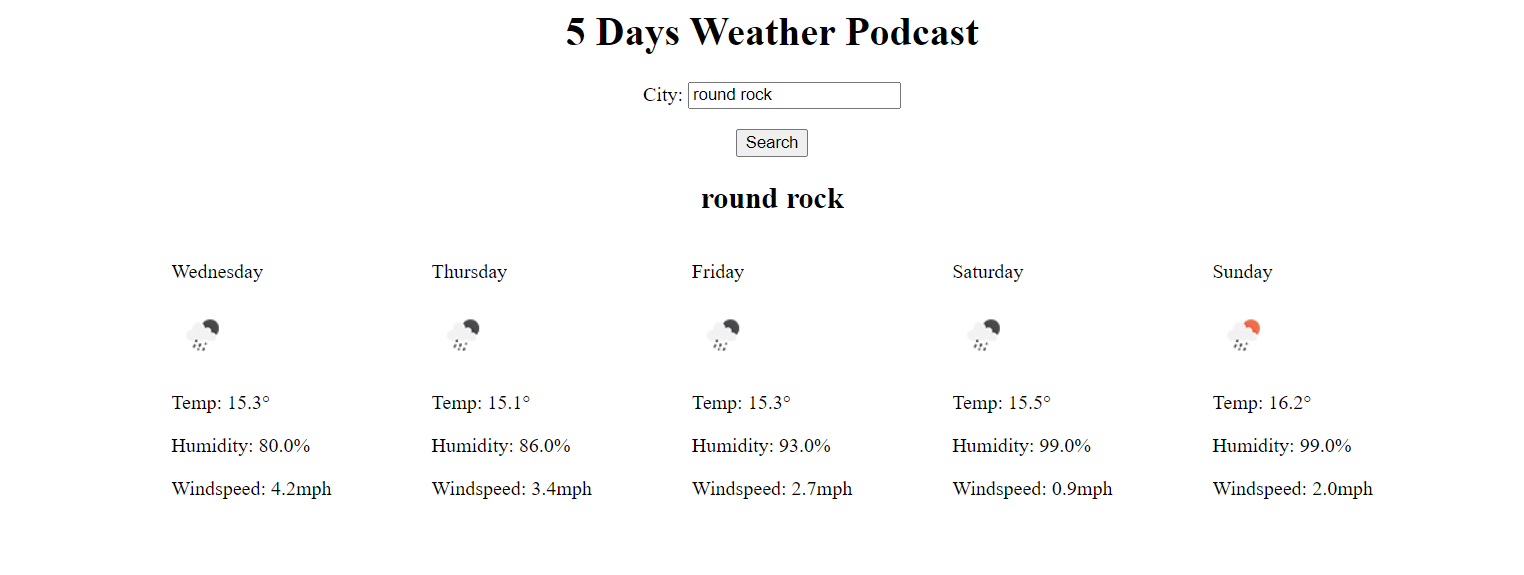 5 Days Weather Podcast
City: round rock
Search
round rock
Wednesday Thursday Friday Saturday Sunday
Temp: 15.3° Temp: 15.1° Temp: 15.3° Temp: 15.5° Temp: 16.2°
Humidity: 80.0% Humidity: 86.0% Humidity: 93.0% Humidity: 99.0% Humidity: 99.0%
Windspeed: 4.2mph Windspeed: 3.4mph Windspeed: 2.7mph Windspeed: 0.9mph Windspeed: 2.0mph